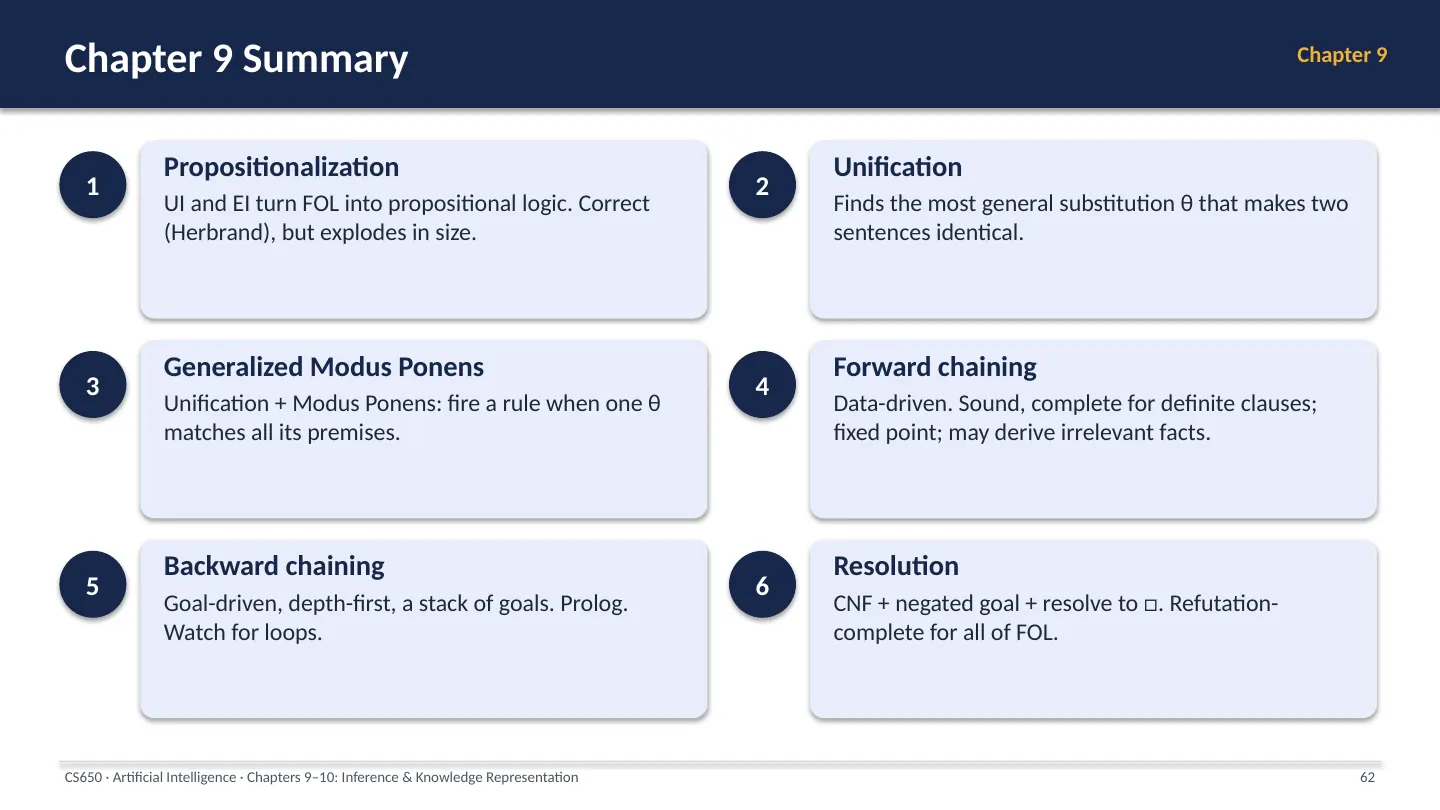 Chapter 9 Summary
Chapter 9
1
Propositionalization
UI and EI turn FOL into propositional logic. Correct
(Herbrand), but explodes in size.
2
Unification
Finds the most general substitution θ that makes two
sentences identical.
3
Generalized Modus Ponens
Unification + Modus Ponens: fire a rule when one θ
matches all its premises.
4
Forward chaining
Data-driven. Sound, complete for definite clauses;
fixed point; may derive irrelevant facts.
5
Backward chaining
Goal-driven, depth-first, a stack of goals. Prolog.
Watch for loops.
6
Resolution
CNF + negated goal + resolve to □. Refutation-
complete for all of FOL.
CS650 · Artificial Intelligence · Chapters 9–10: Inference & Knowledge Representation
62